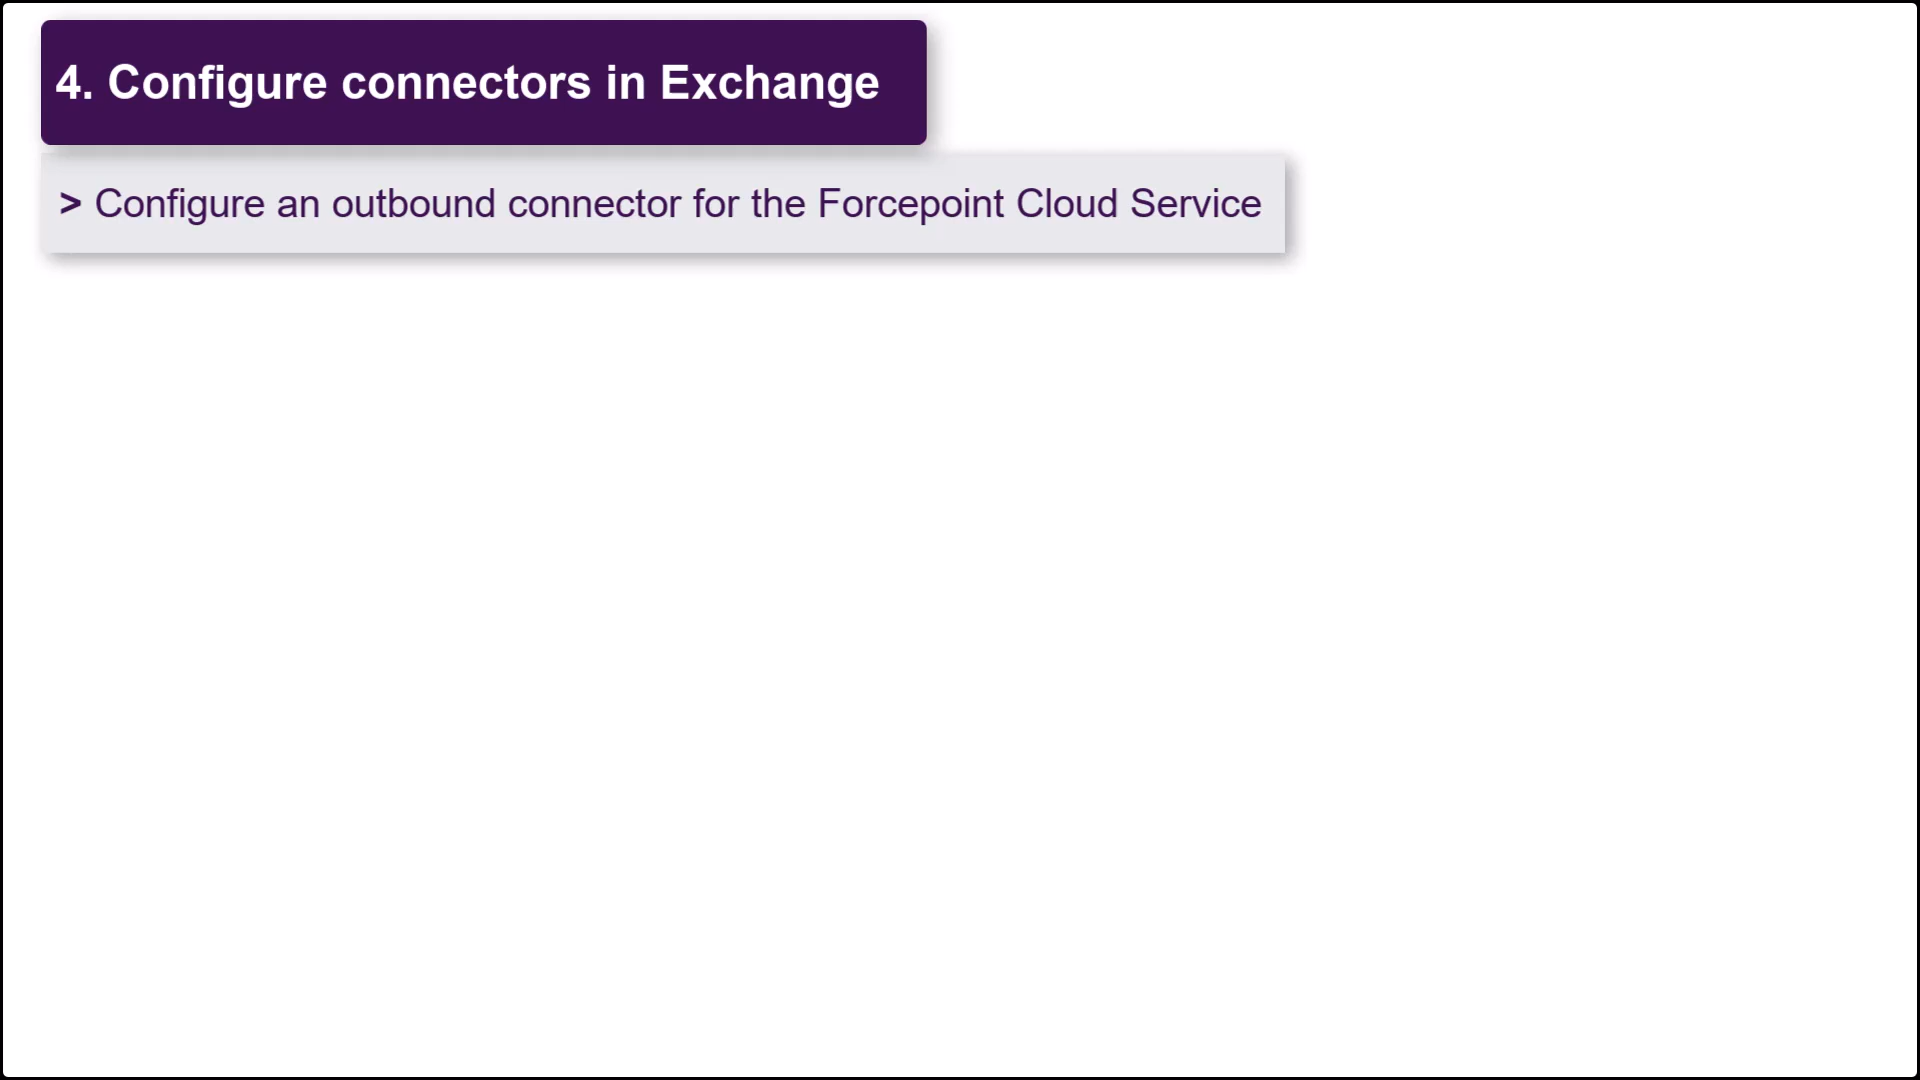 4. Configure connectors in Exchange
> Configure an outbound connector for the Forcepoint Cloud Service